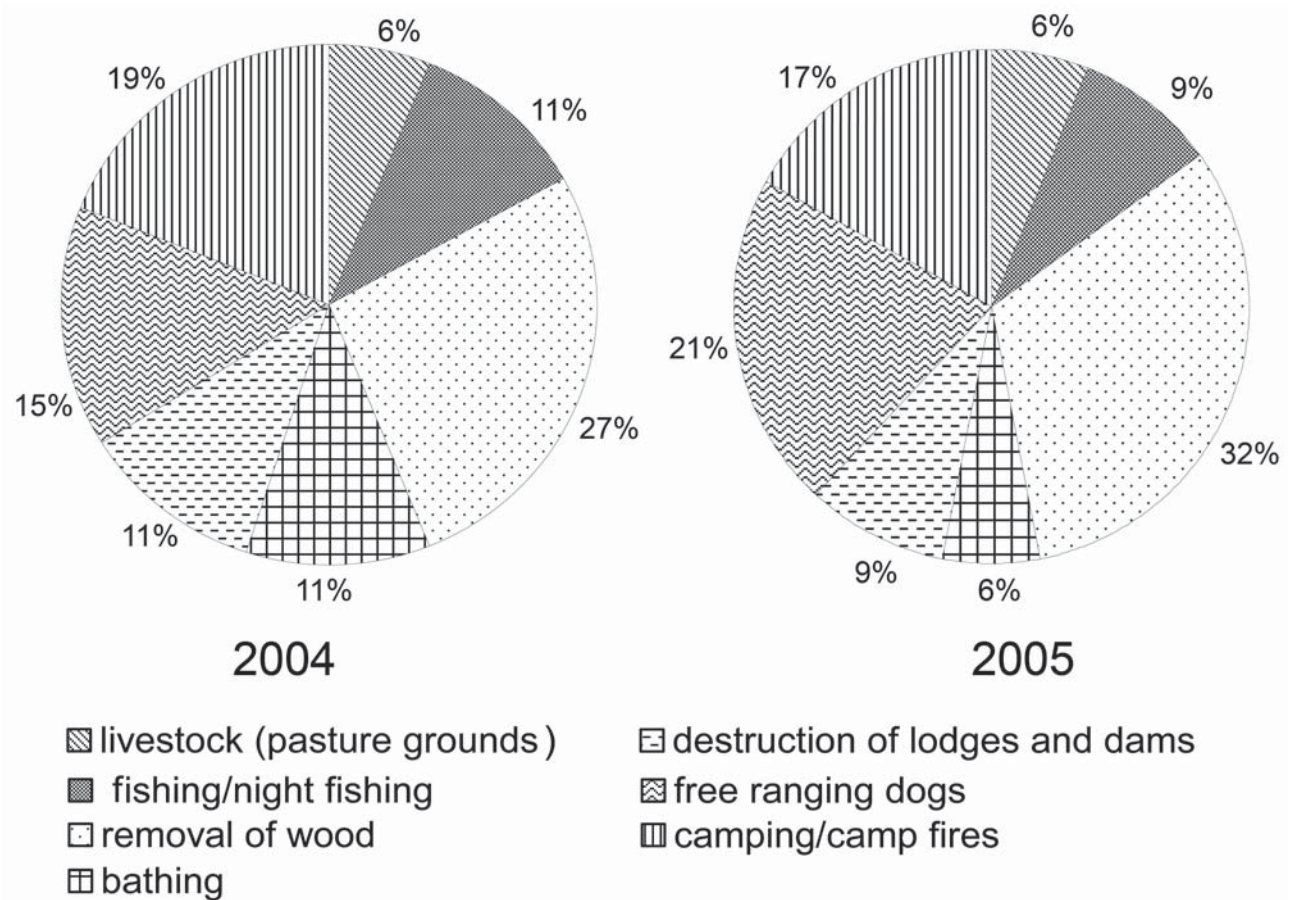 6%
19%
11%
27%
15%
11%
11%
2004
6%
17%
9%
21%
32%
9%
6%
2005
livestock (pasture grounds)
fishing/night fishing
removal of wood
bathing
destruction of lodges and dams
free ranging dogs
camping/camp fires